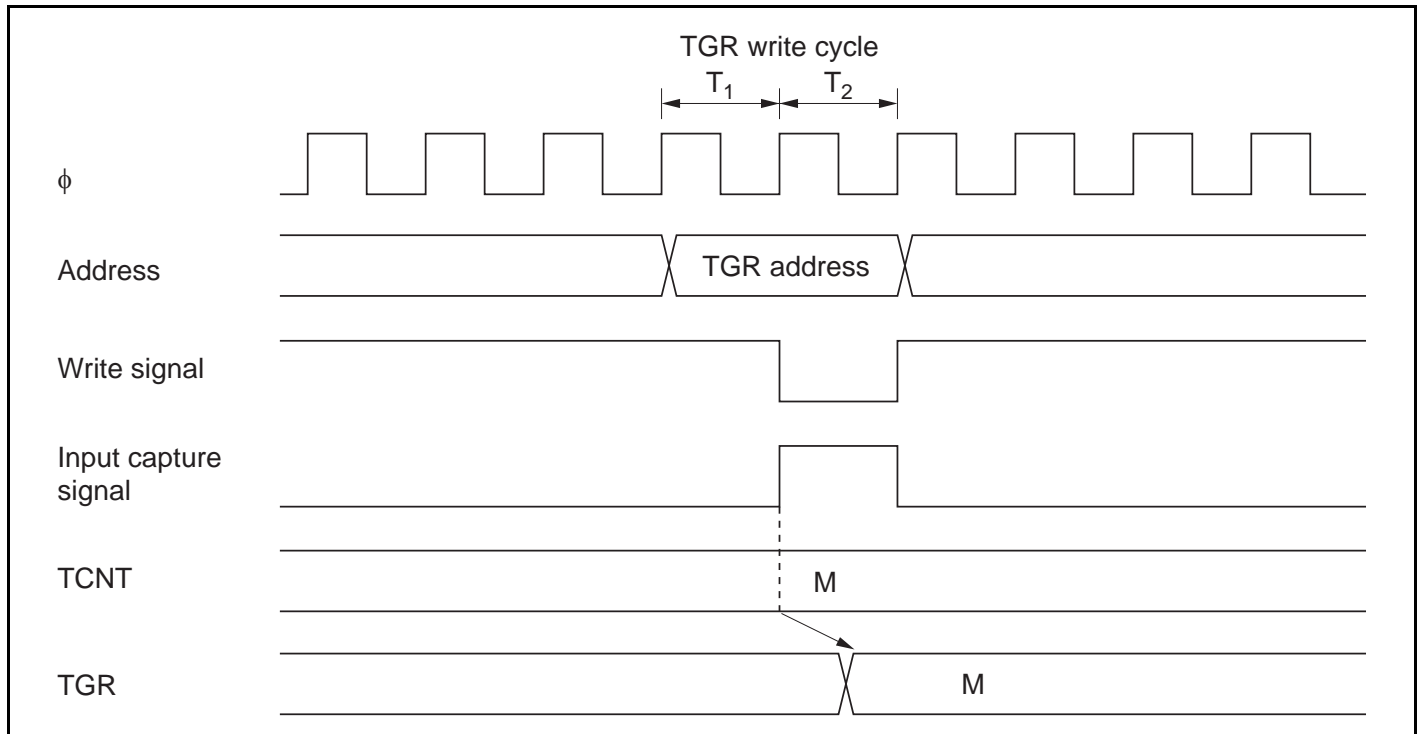 TGR write cycle
T1 T2
ϕ
Address
TGR address
Write signal
Input capture
signal
TCNT
M
TGR
M